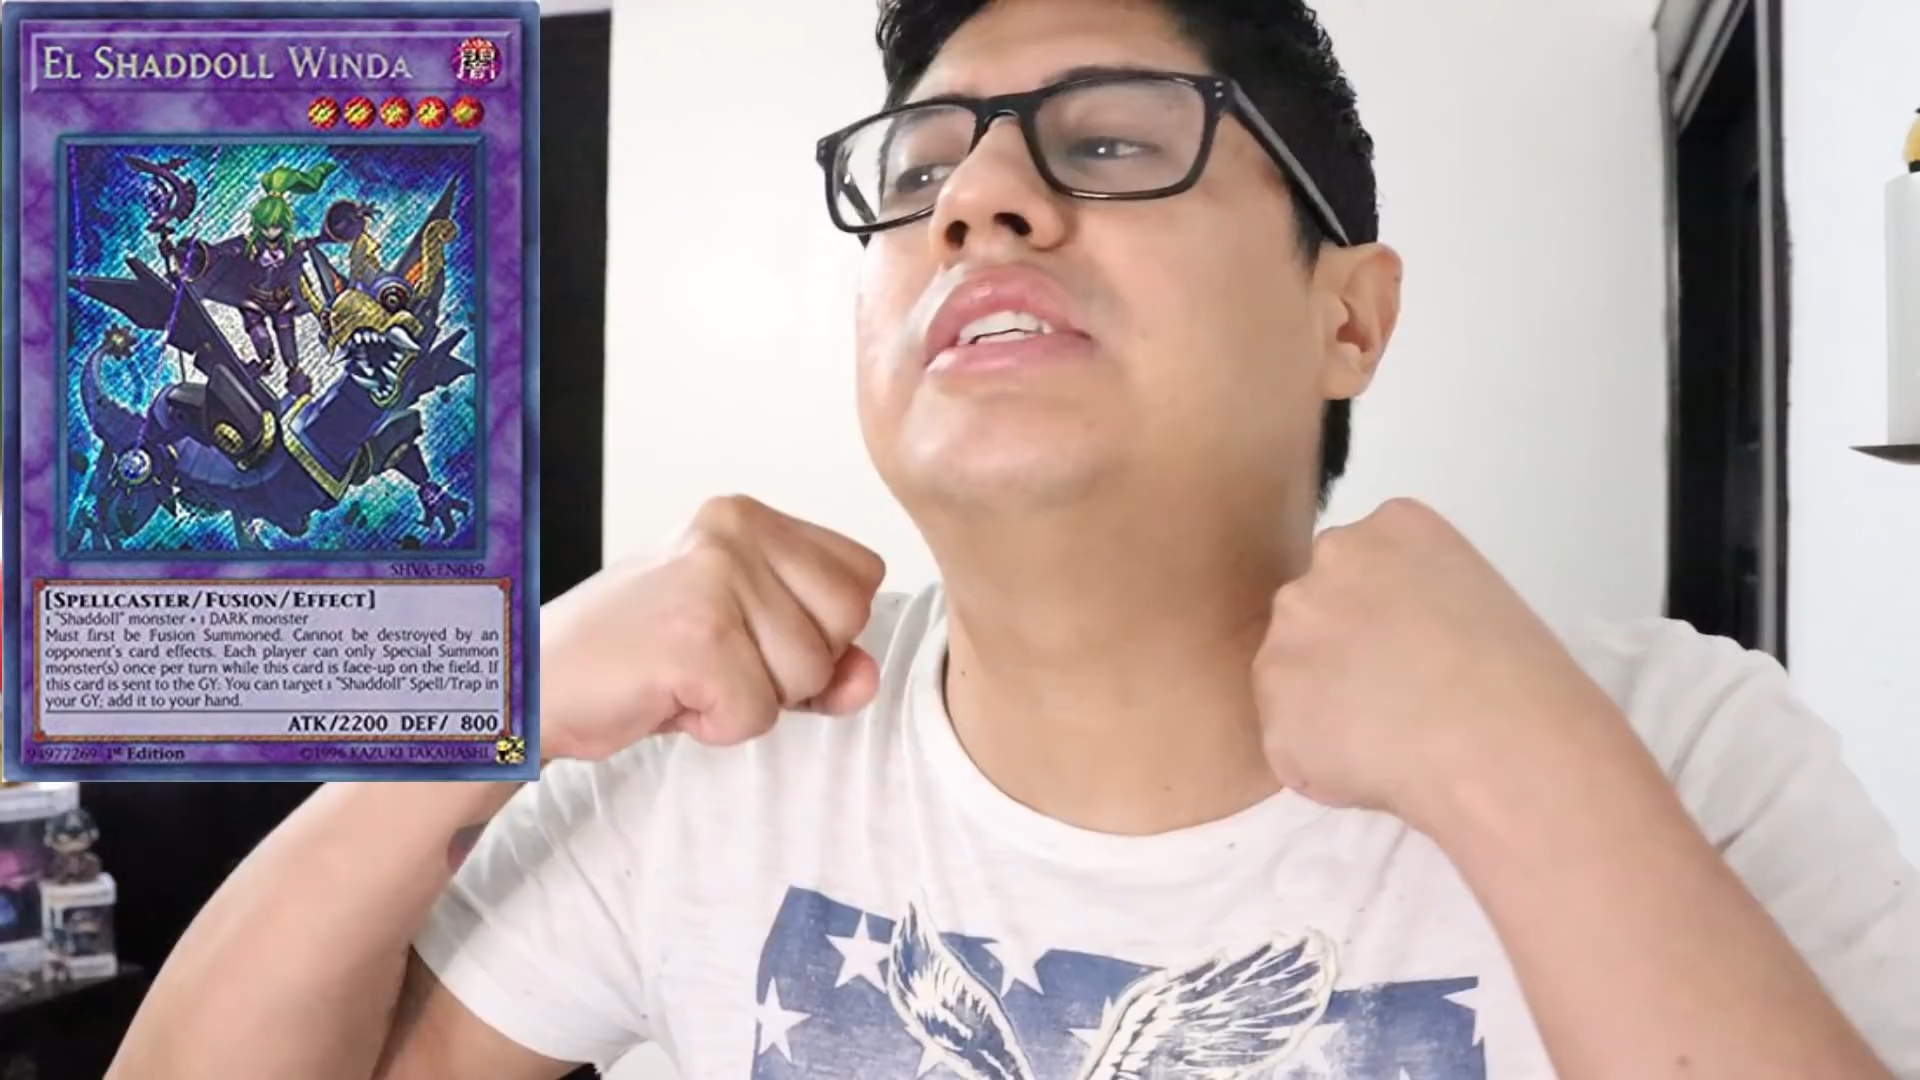 EL SHADDOLL WINDA
SHVA-EN049
[SPELLCASTER/FUSION/EFFECT]
1 "Shaddoll" monster + 1 DARK monster
Must first be Fusion Summoned. Cannot be destroyed by an
opponent's card effects. Each player can only Special Summon
monster(s) once per turn while this card is face-up on the field. If
this card is sent to the GY: You can target 1 "Shaddoll" Spell/Trap in
your GY; add it to your hand.
ATK/2200 DEF/ 800
94977269 1st Edition ©1996 KAZUKI TAKAHASHI